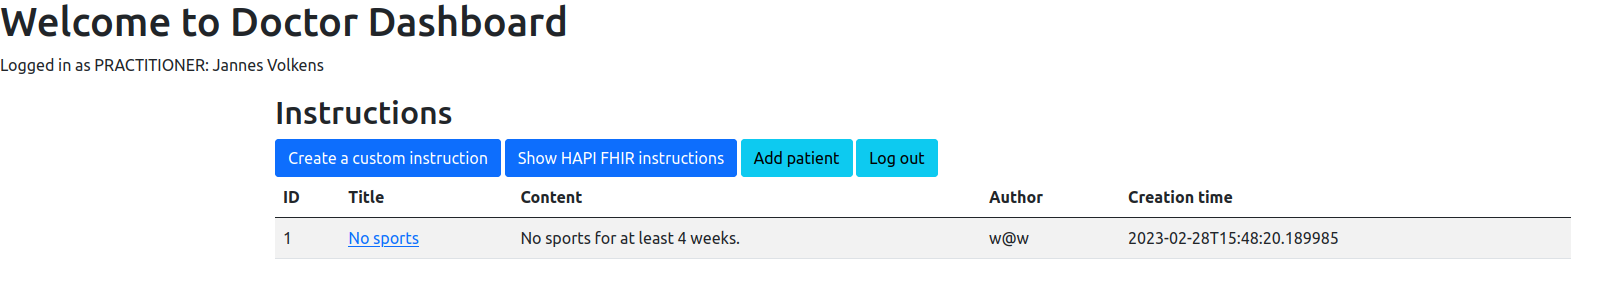 Welcome to Doctor Dashboard
Logged in as PRACTITIONER: Jannes Volkens
Instructions
Create a custom instruction Show HAPI FHIR instructions Add patient Log out
ID Title Content Author Creation time
1 No sports No sports for at least 4 weeks. w@w 2023-02-28T15:48:20.189985